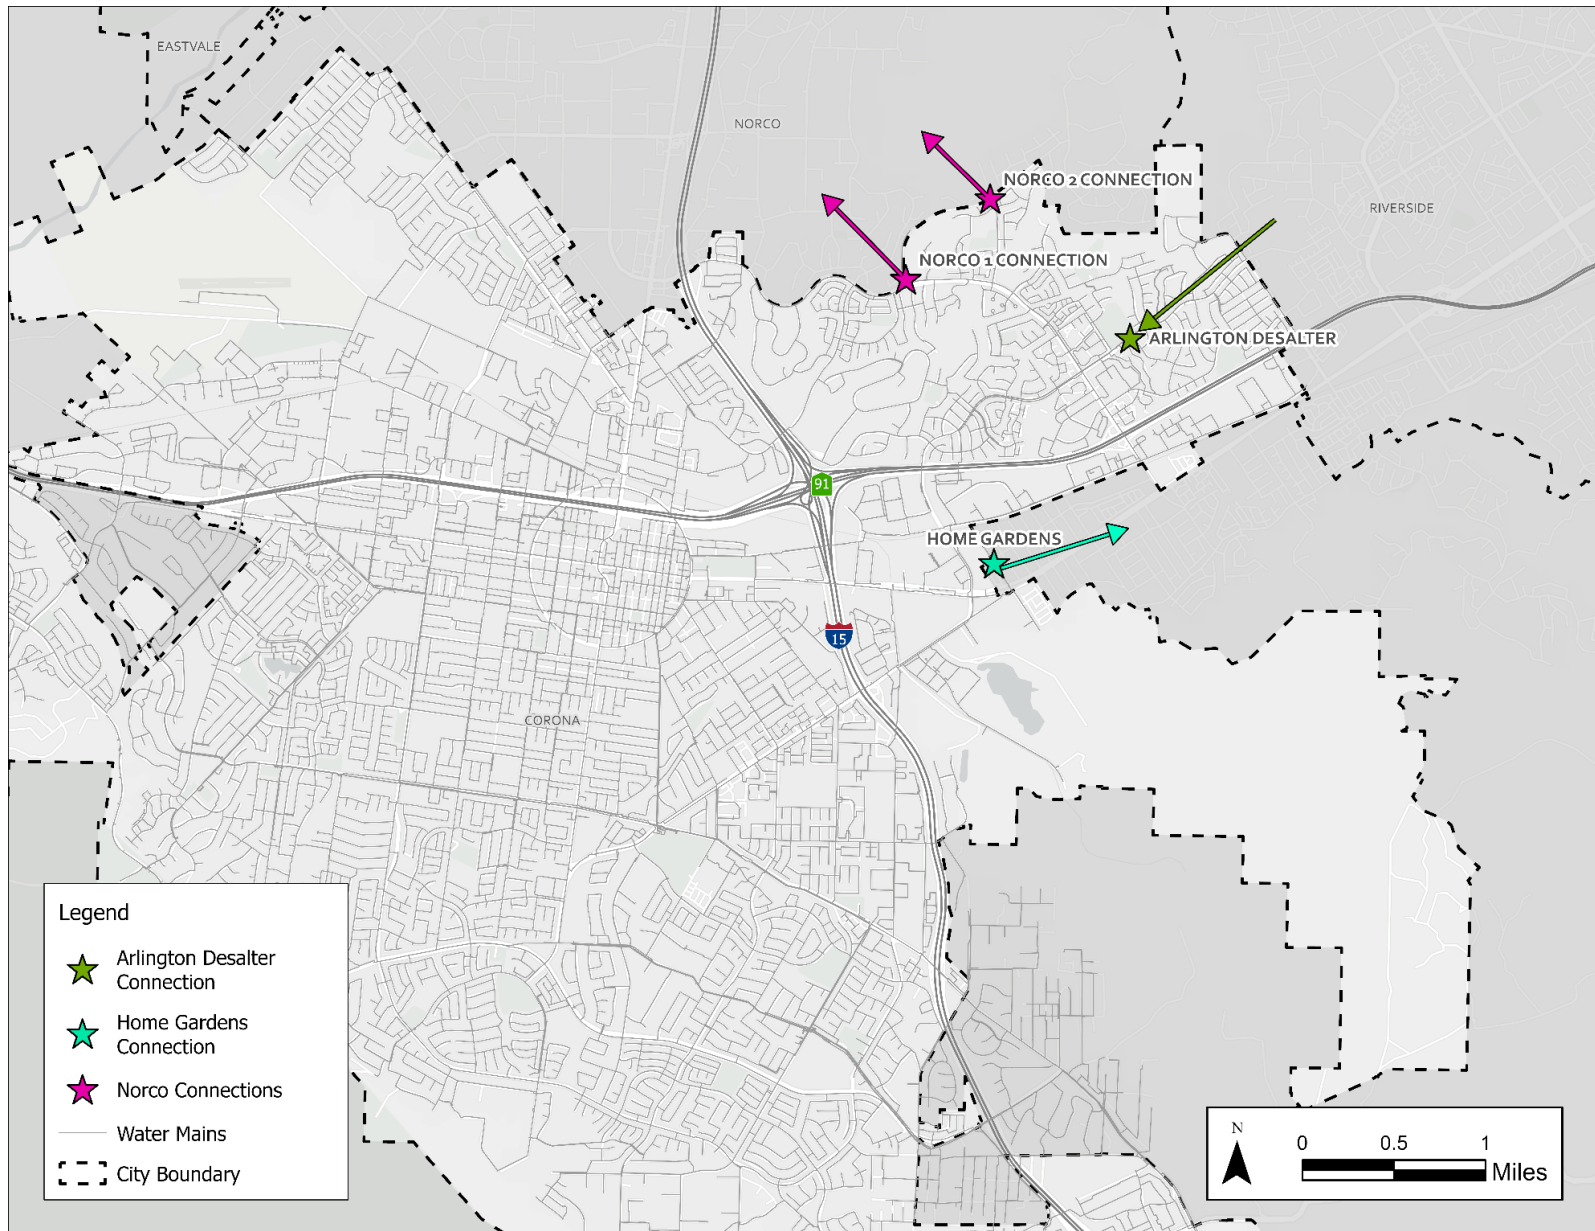 EASTVALE
NORCO
NORCO 2 CONNECTION
RIVERSIDE
NORCO 1 CONNECTION
ARLINGTON DESALTER
91
HOME GARDENS
15
CORONA
Legend
Arlington Desalter
Connection
Home Gardens
Connection
Norco Connections
Water Mains
City Boundary
N
0 0.5 1
Miles